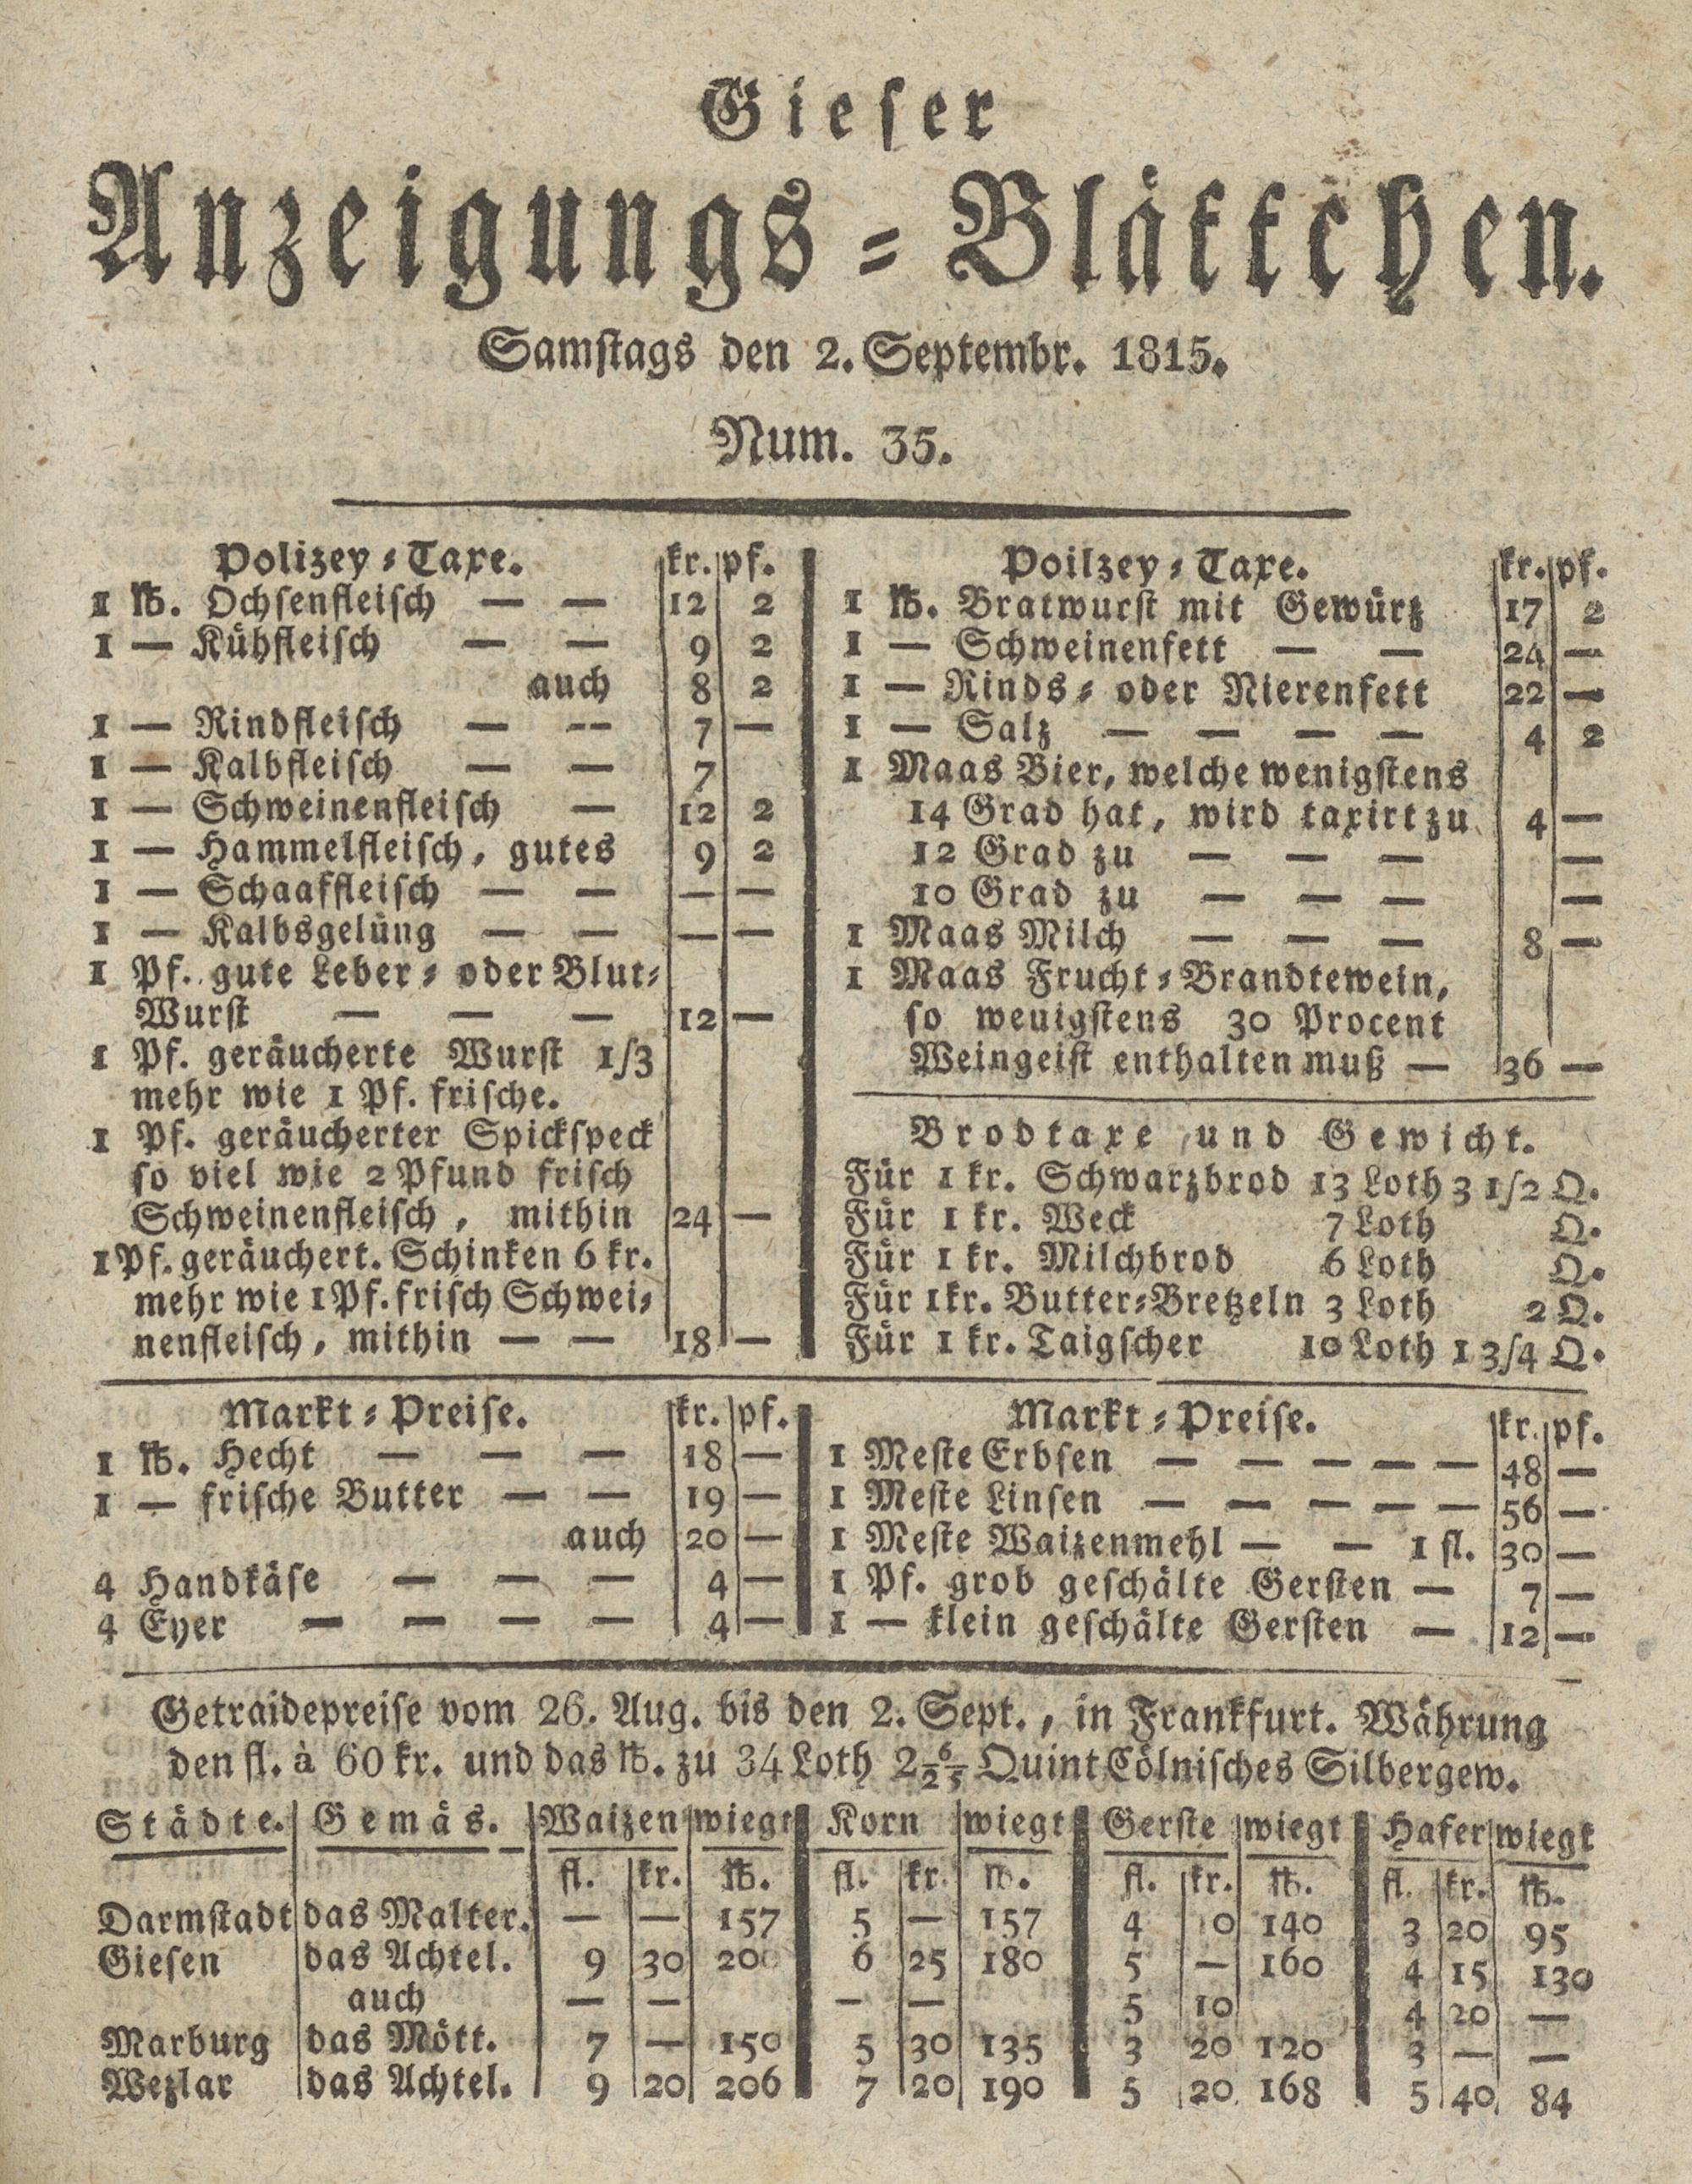 Gieser
Anzeigungs-Blättchen.
Samstags den 2. Septembr. 1815.
Num. 35.
Polizey-Taxe. kr. pf.
1 ℔. Ochsenfleisch — — 12 2
1 — Kühfleisch — — 9 2
auch 8 2
1 — Rindfleisch — -- 7 —
1 — Kalbfleisch — — 7
1 — Schweinenfleisch — 12 2
1 — Hammelfleisch, gutes 9 2
1 — Schaaffleisch — — — —
1 — Kalbsgelüng — — — —
1 Pf. gute Leber- oder Blut-
Wurst — — — 12 —
1 Pf. geräucherte Wurst 1/3
mehr wie 1 Pf. frische.
1 Pf. geräucherter Spickspeck
so viel wie 2 Pfund frisch
Schweinenfleisch, mithin 24 —
1 Pf. geräuchert. Schinken 6 kr.
mehr wie 1 Pf. frisch Schwei-
nenfleisch, mithin — — 18 —
Poilzey-Taxe. kr. pf.
1 ℔. Bratwurst mit Gewürz 17 2
1 — Schweinenfett — — 24 —
1 — Rinds- oder Nierenfett 22 —
1 — Salz — — — — 4 2
1 Maas Bier, welche wenigstens
14 Grad hat, wird taxirt zu 4 —
12 Grad zu — — — —
10 Grad zu — — — —
1 Maas Milch — — — 8 —
1 Maas Frucht-Brandtewein,
so weuigstens 30 Procent
Weingeist enthalten muß — 36 —
Brodtaxe und Gewicht.
Für 1 kr. Schwarzbrod 13 Loth 3 1/2 Q.
Für 1 kr. Weck 7 Loth Q.
Für 1 kr. Milchbrod 6 Loth Q.
Für 1 kr. Butter-Bretzeln 3 Loth 2 Q.
Für 1 kr. Taigscher 10 Loth 1 3/4 Q.
Markt-Preise. kr. pf.
1 ℔. Hecht — — — 18 —
1 — frische Butter — — 19 —
auch 20 —
4 Handkäse — — — 4 —
4 Eyer — — — — 4 —
Markt-Preise. kr. pf.
1 Meste Erbsen — — — — — 48 —
1 Meste Linsen — — — — — 56 —
1 Meste Waizenmehl — — 1 fl. 30 —
1 Pf. grob geschälte Gersten — 7 —
1 — klein geschälte Gersten — 12 —
Getraidepreise vom 26. Aug. bis den 2. Sept., in Frankfurt. Währung
den fl. à 60 kr. und das ℔. zu 34 Loth 2 6/25 Quint Cölnisches Silbergew.
Städte. Gemäs. Waizen wiegt Korn wiegt Gerste wiegt Hafer wiegt
fl. kr. ℔. fl. kr. ℔. fl. kr. ℔. fl. kr. ℔.
Darmstadt das Malter. — — 157 5 — 157 4 10 140 3 20 95
Giesen das Achtel. 9 30 200 6 25 180 5 — 160 4 15 130
auch — — — — 5 10 4 20 —
Marburg das Mött. 7 — 150 5 30 135 3 20 120 3 — —
Wezlar das Achtel. 9 20 206 7 20 190 5 20 168 5 40 84